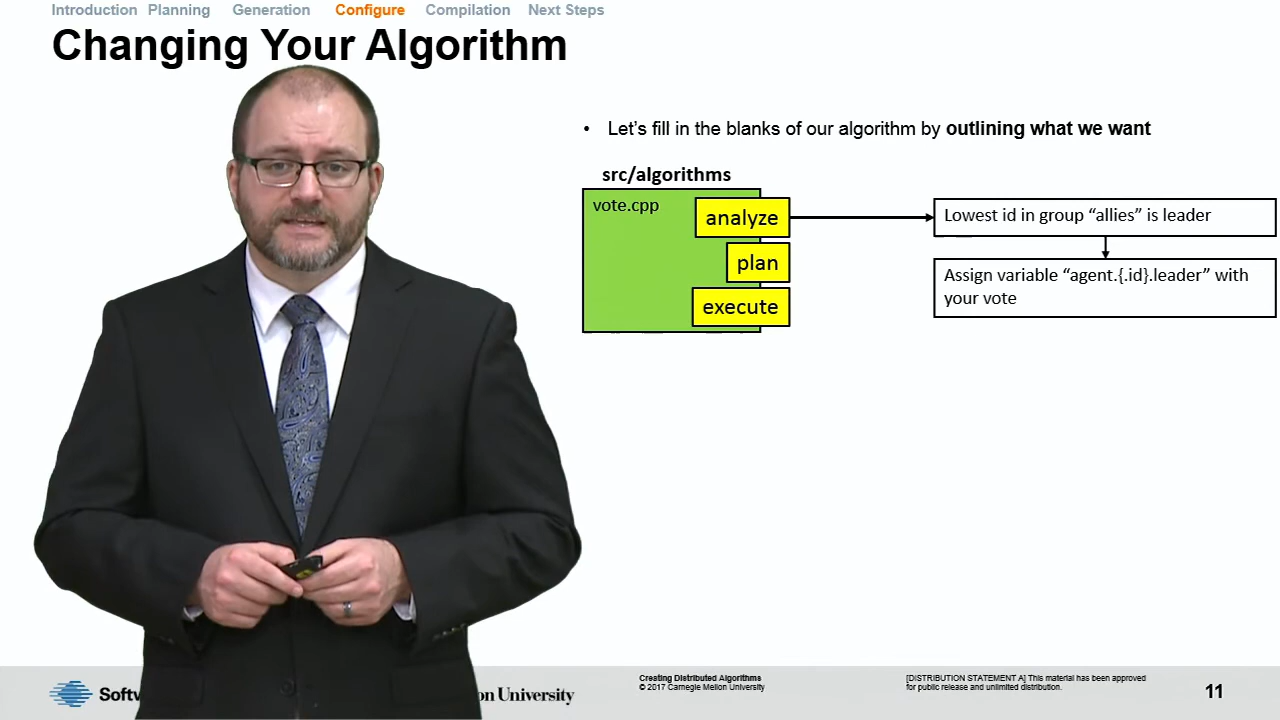 Introduction Planning Generation Configure Compilation Next Steps
Changing Your Algorithm
• Let's fill in the blanks of our algorithm by outlining what we want
src/algorithms
vote.cpp
analyze
plan
execute
Lowest id in group “allies” is leader
Assign variable “agent.{.id}.leader” with
your vote
Softw
on University
Creating Distributed Algorithms
© 2017 Carnegie Mellon University
[DISTRIBUTION STATEMENT A] This material has been approved
for public release and unlimited distribution.
11